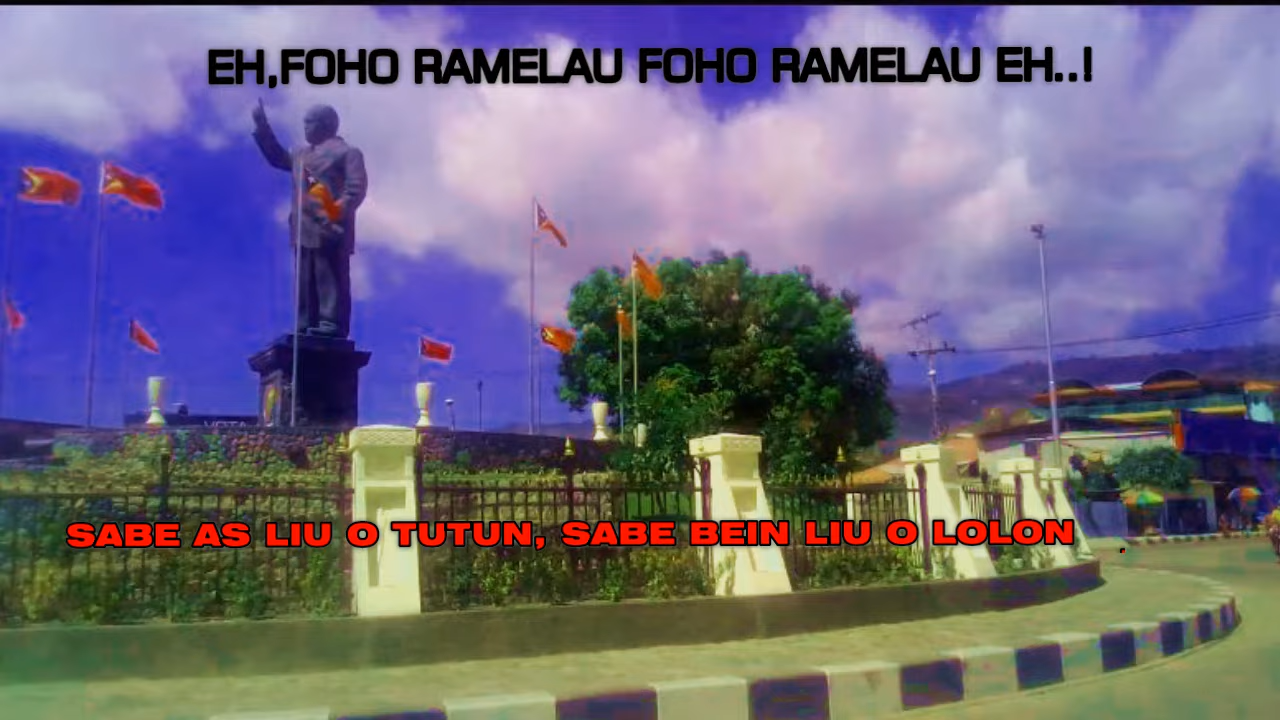 EH,FOHO RAMELAU FOHO RAMELAU EH..!
SABE AS LIU O TUTUN, SABE BEIN LIU O LOLON